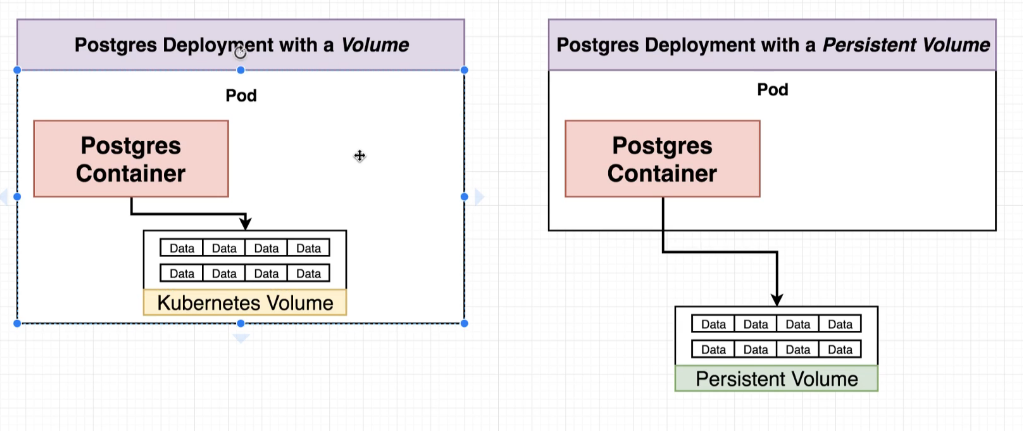 Postgres Deployment with a Volume
Pod
Postgres
Container
Data Data Data Data
Data Data Data Data
Kubernetes Volume
Postgres Deployment with a Persistent Volume
Pod
Postgres
Container
Data Data Data Data
Data Data Data Data
Persistent Volume